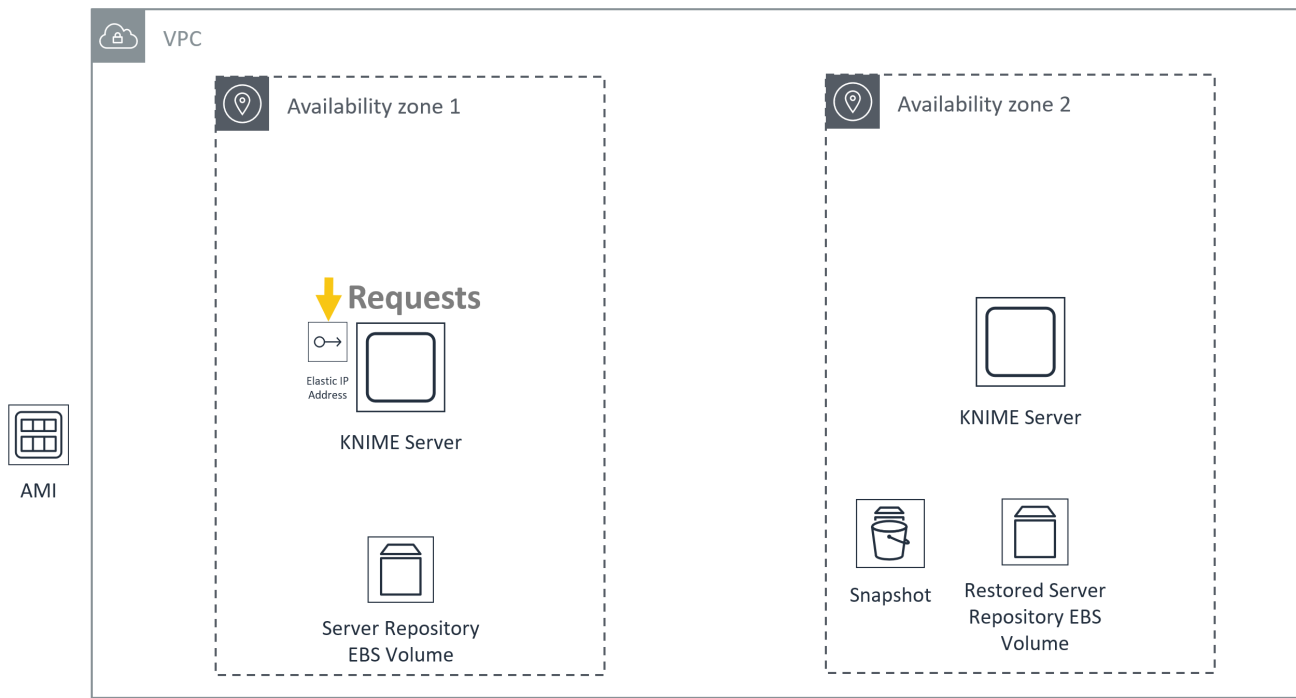 VPC
Availability zone 1
Requests
Elastic IP
Address
KNIME Server
Server Repository
EBS Volume
Availability zone 2
KNIME Server
Snapshot
Restored Server
Repository EBS
Volume
AMI